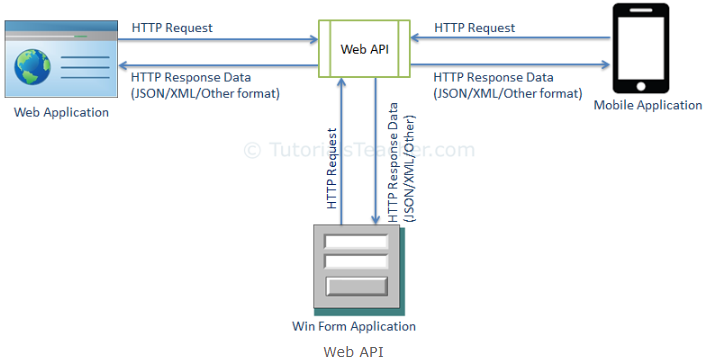 HTTP Request
HTTP Response Data
(JSON/XML/Other format)
Web Application
Web API
HTTP Request
HTTP Response Data
(JSON/XML/Other format)
Mobile Application
© TutorialsTeacher.com
HTTP Request
HTTP Response Data
(JSON/XML/Other)
Win Form Application
Web API